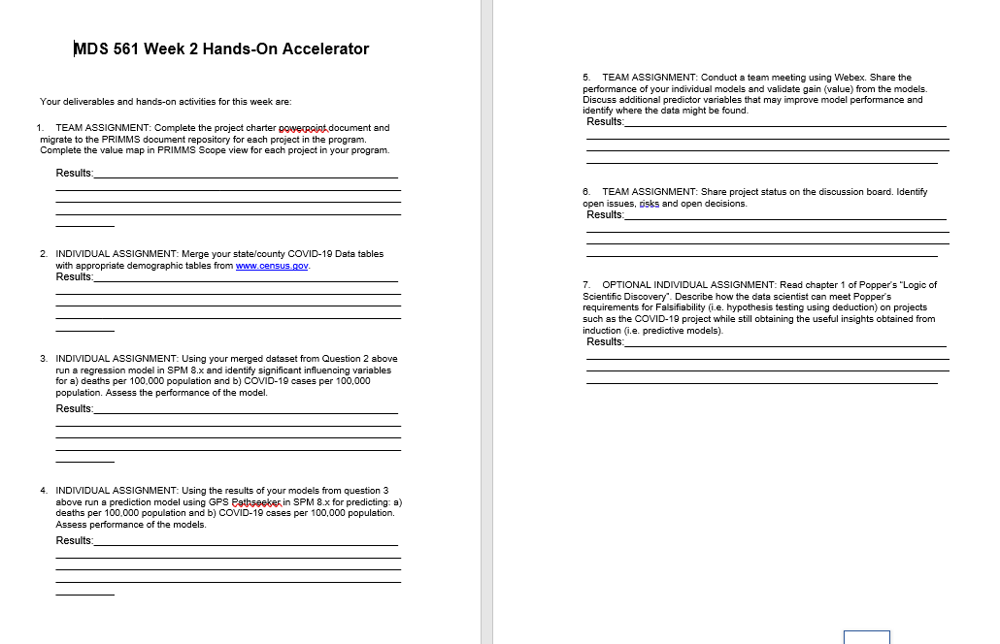 MDS 561 Week 2 Hands-On Accelerator
Your deliverables and hands-on activities for this week are:
1. TEAM ASSIGNMENT: Complete the project charter powerpoint document and
migrate to the PRIMMS document repository for each project in the program.
Complete the value map in PRIMMS Scope view for each project in your program.
Results:
2. INDIVIDUAL ASSIGNMENT: Merge your state/county COVID-19 Data tables
with appropriate demographic tables from www.census.gov.
Results:
3. INDIVIDUAL ASSIGNMENT: Using your merged dataset from Question 2 above
run a regression model in SPM 8.x and identify significant influencing variables
for a) deaths per 100,000 population and b) COVID-19 cases per 100,000
population. Assess the performance of the model.
Results:
4. INDIVIDUAL ASSIGNMENT: Using the results of your models from question 3
above run a prediction model using GPS Pathseeker in SPM 8.x for predicting: a)
deaths per 100,000 population and b) COVID-19 cases per 100,000 population.
Assess performance of the models.
Results:
5. TEAM ASSIGNMENT: Conduct a team meeting using Webex. Share the
performance of your individual models and validate gain (value) from the models.
Discuss additional predictor variables that may improve model performance and
identify where the data might be found.
Results:
6. TEAM ASSIGNMENT: Share project status on the discussion board. Identify
open issues, risks and open decisions.
Results:
7. OPTIONAL INDIVIDUAL ASSIGNMENT: Read chapter 1 of Popper's “Logic of
Scientific Discovery”. Describe how the data scientist can meet Popper's
requirements for Falsifiability (i.e. hypothesis testing using deduction) on projects
such as the COVID-19 project while still obtaining the useful insights obtained from
induction (i.e. predictive models).
Results: